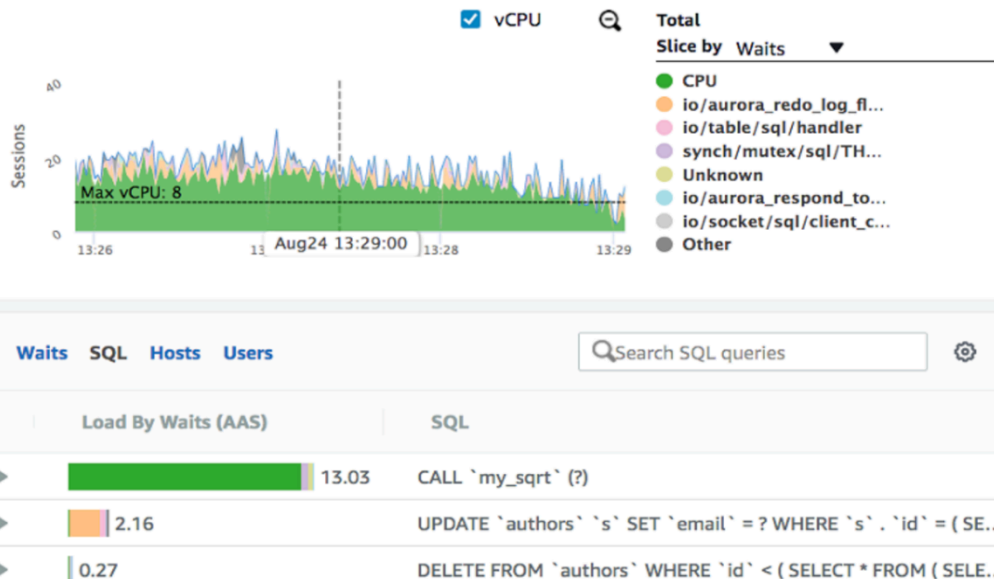 vCPU
Total
Slice by Waits
CPU
io/aurora_redo_log_fl...
io/table/sql/handler
synch/mutex/sql/TH...
Unknown
io/aurora_respond_to...
io/socket/sql/client_c...
Other
Sessions
40
20
0
Max vCPU: 8
13:26
13
Aug24 13:29:00
13:28
13:29
Waits SQL Hosts Users
Search SQL queries
Load By Waits (AAS) SQL
13.03 CALL `my_sqrt` (?)
2.16 UPDATE `authors` `s` SET `email` = ? WHERE `s` . `id` = ( SE...
0.27 DELETE FROM `authors` WHERE `id` < ( SELECT * FROM ( SELE...